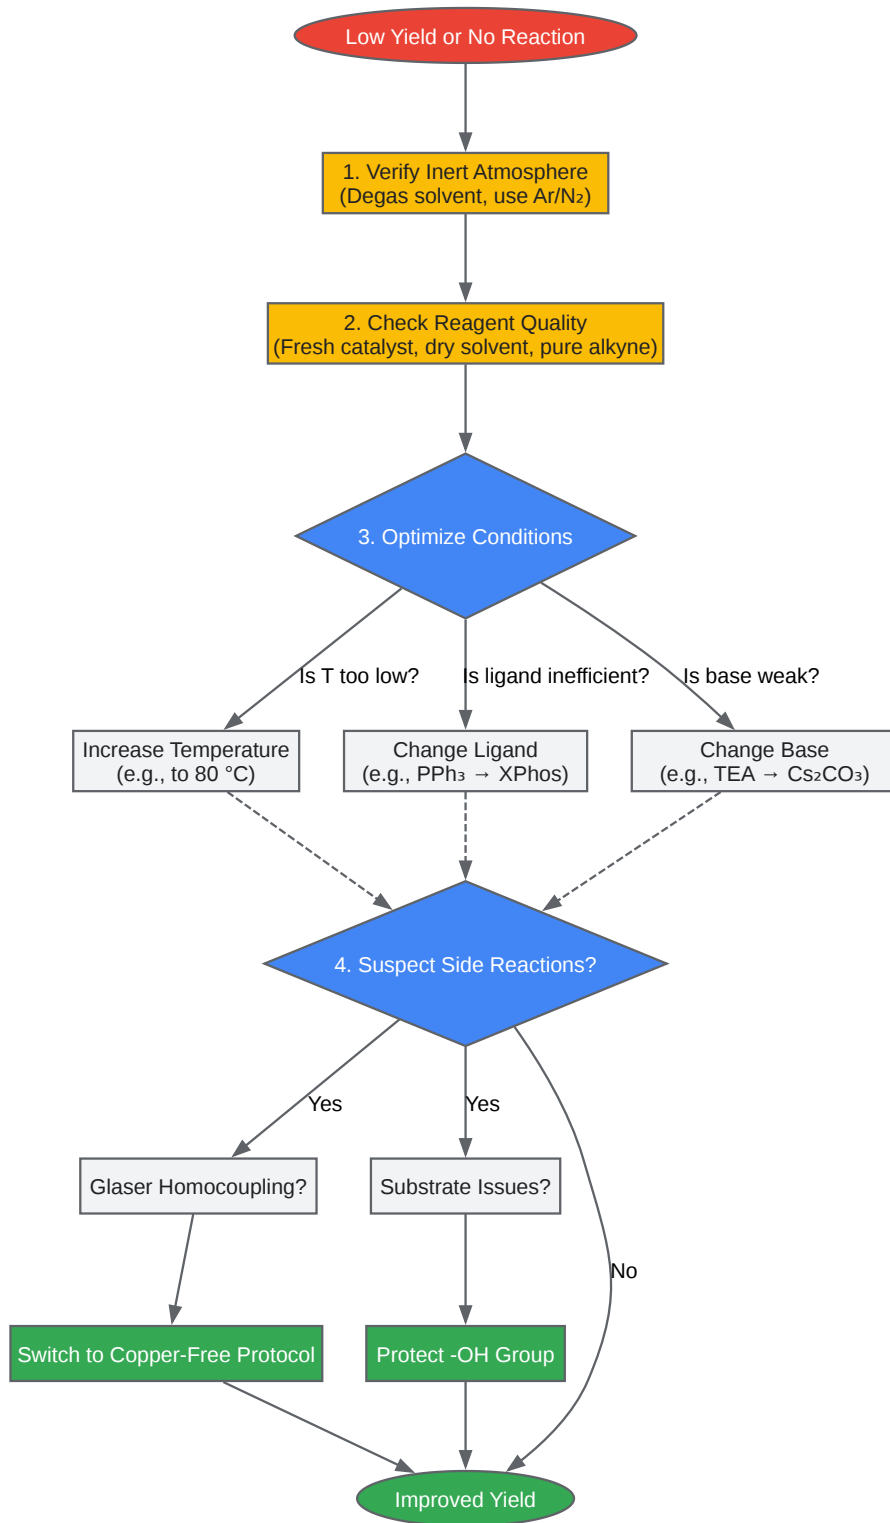 Low Yield or No Reaction
1. Verify Inert Atmosphere
(Degas solvent, use Ar/N₂)
2. Check Reagent Quality
(Fresh catalyst, dry solvent, pure alkyne)
3. Optimize Conditions
Is T too low?
Is ligand inefficient?
Is base weak?
Increase Temperature
(e.g., to 80 °C)
Change Ligand
(e.g., PPh₃ → XPhos)
Change Base
(e.g., TEA → Cs₂CO₃)
4. Suspect Side Reactions?
Yes
Yes
Glaser Homocoupling?
Substrate Issues?
No
Switch to Copper-Free Protocol
Protect -OH Group
Improved Yield